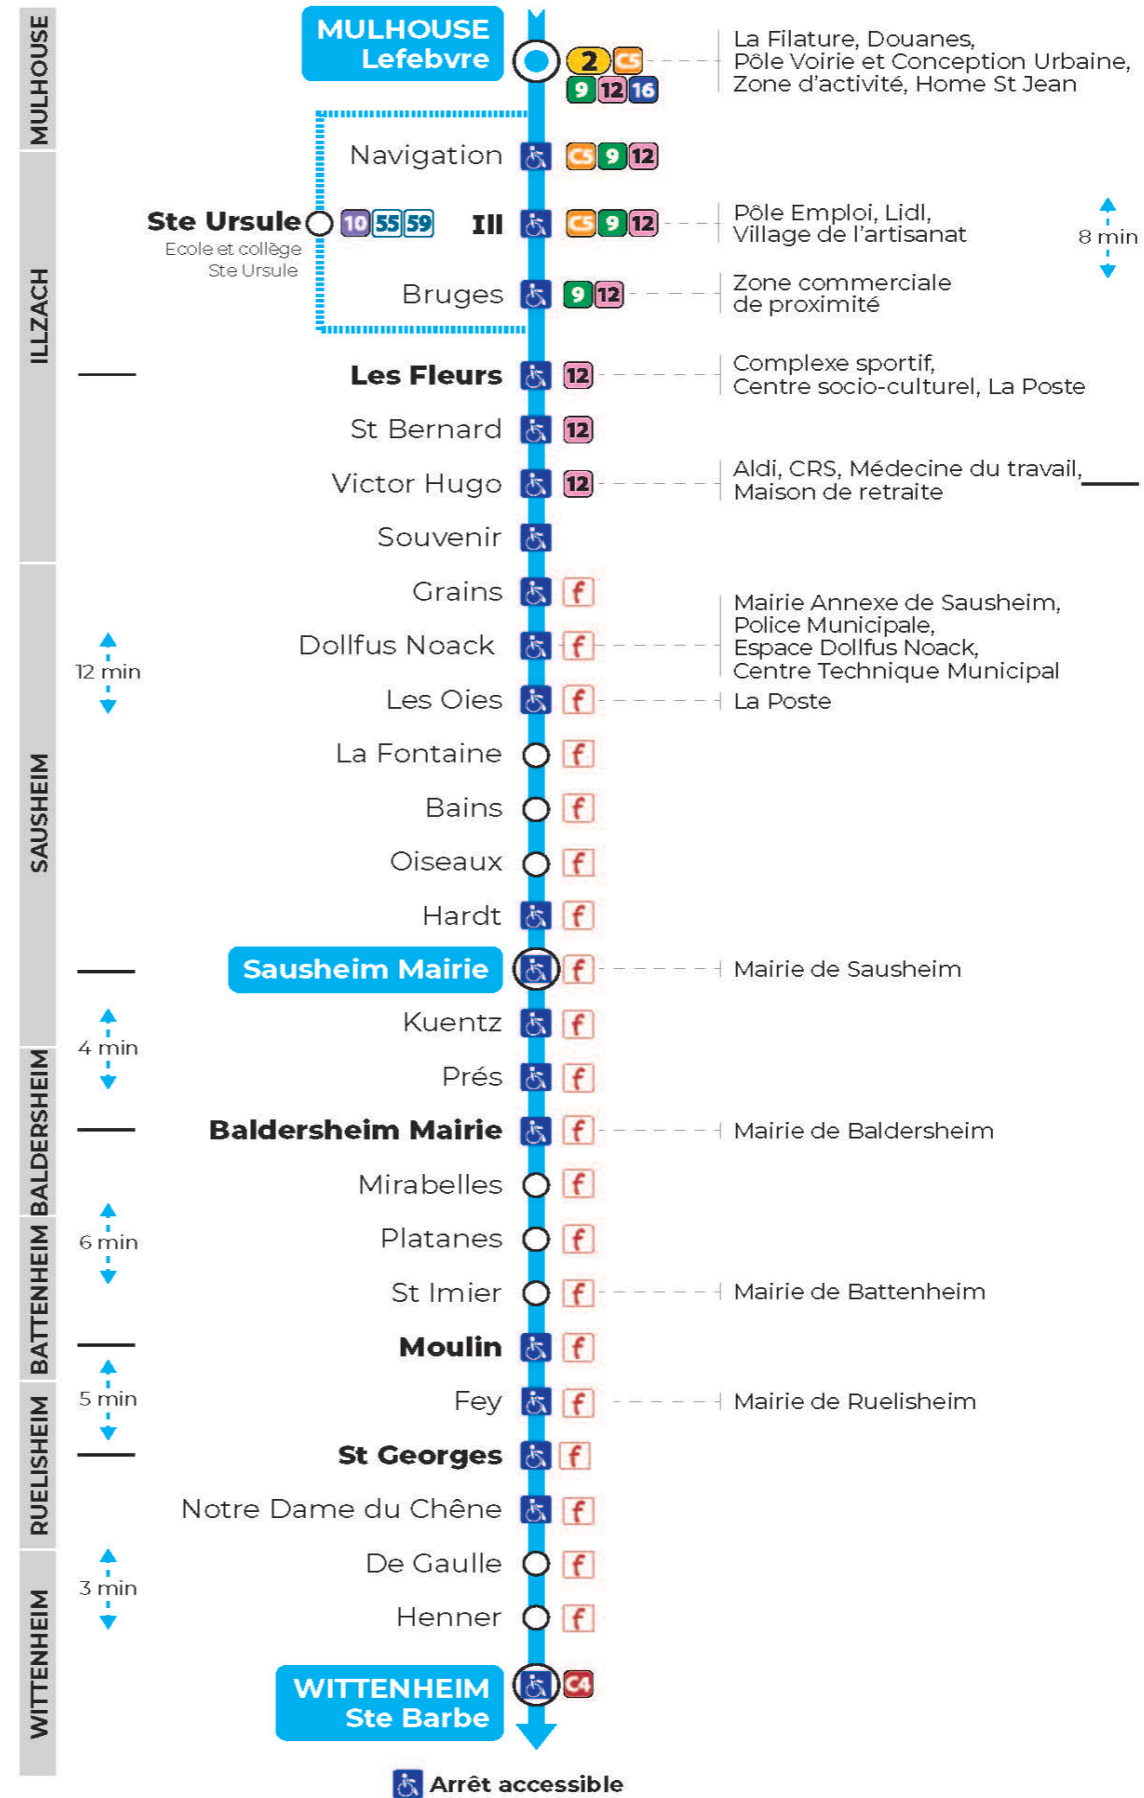 MULHOUSE
MULHOUSE
Lefebvre
2 C5
9 12 16
La Filature, Douanes,
Pôle Voirie et Conception Urbaine,
Zone d'activité, Home St Jean
ILLZACH
Navigation C5 9 12
Ste Ursule 10 55 59
Ecole et collège
Ste Ursule
Ill C5 9 12
Pôle Emploi, Lidl,
Village de l'artisanat
8 min
Bruges 9 12
Zone commerciale
de proximité
Les Fleurs 12
Complexe sportif,
Centre socio-culturel, La Poste
St Bernard 12
Victor Hugo 12
Aldi, CRS, Médecine du travail,
Maison de retraite
Souvenir
SAUSHEIM
Grains f
12 min
Dollfus Noack f
Mairie Annexe de Sausheim,
Police Municipale,
Espace Dollfus Noack,
Centre Technique Municipal
Les Oies f
La Poste
La Fontaine f
Bains f
Oiseaux f
Hardt f
Sausheim Mairie f
Mairie de Sausheim
Kuentz f
4 min
BALDERSHEIM
Prés f
Baldersheim Mairie f
Mairie de Baldersheim
Mirabelles f
BATTENHEIM
6 min
Platanes f
St Imier f
Mairie de Battenheim
Moulin f
RUELISHEIM
5 min
Fey f
Mairie de Ruelisheim
St Georges f
Notre Dame du Chêne f
WITTENHEIM
3 min
De Gaulle f
Henner f
WITTENHEIM
Ste Barbe
C4
Arrêt accessible